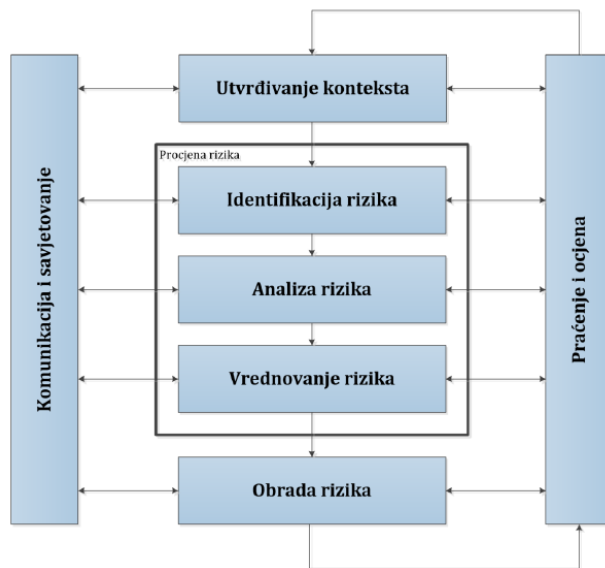 Komunikacija i savjetovanje
Utvrđivanje konteksta
Procjena rizika
Identifikacija rizika
Analiza rizika
Vrednovanje rizika
Obrada rizika
Praćenje i ocjena